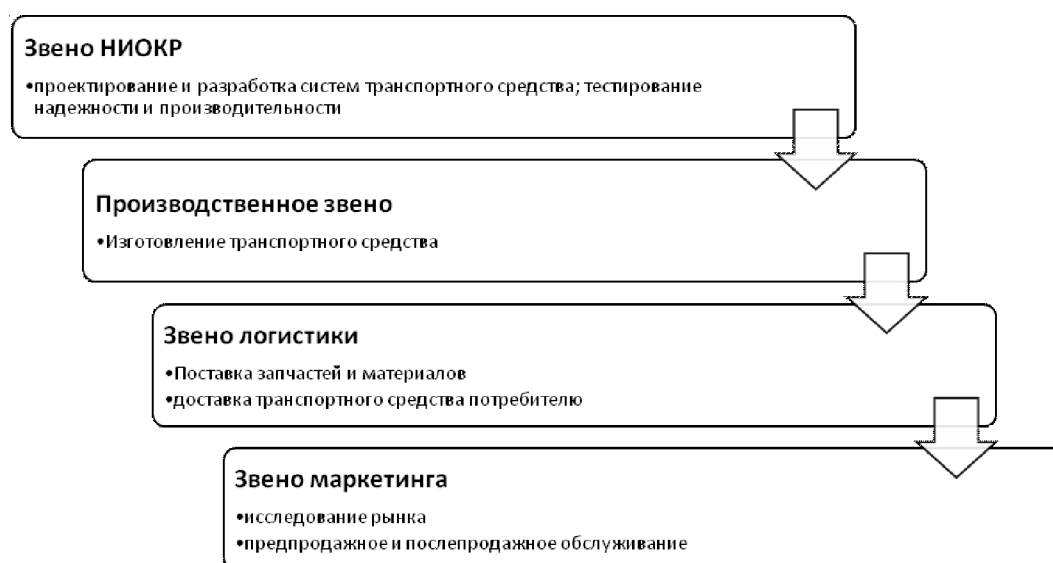 Звено НИОКР
•проектирование и разработка систем транспортного средства; тестирование
надежности и производительности
Производственное звено
•Изготовление транспортного средства
Звено логистики
•Поставка запчастей и материалов
•доставка транспортного средства потребителю
Звено маркетинга
•исследование рынка
•предпродажное и послепродажное обслуживание